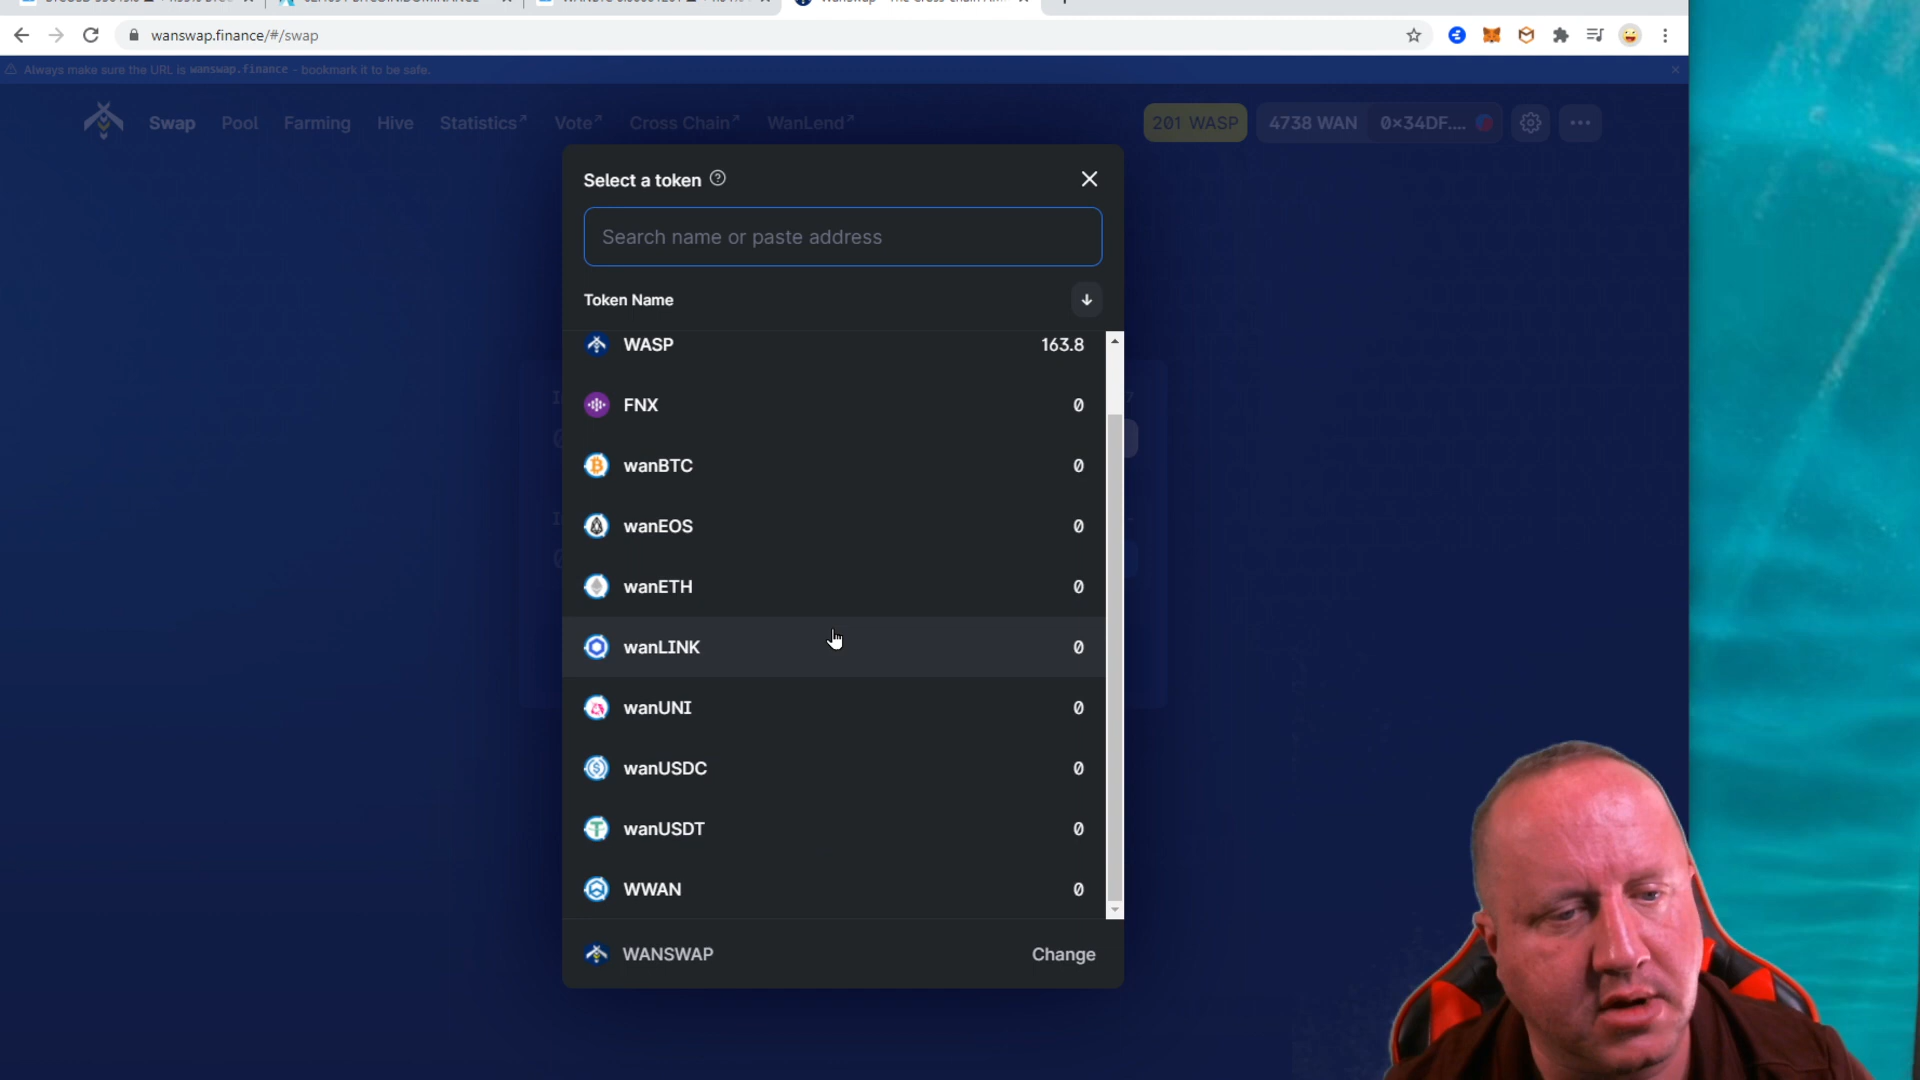 wanswap.finance/#/swap
Always make sure the URL is wanswap.finance - bookmark it to be safe.
Swap Pool Farming Hive Statistics↗ Vote↗ Cross Chain↗ WanLend↗ 201 WASP 4738 WAN 0×34DF....
Select a token
Search name or paste address
Token Name
WASP 163.8
FNX 0
wanBTC 0
wanEOS 0
wanETH 0
wanLINK 0
wanUNI 0
wanUSDC 0
wanUSDT 0
WWAN 0
WANSWAP Change